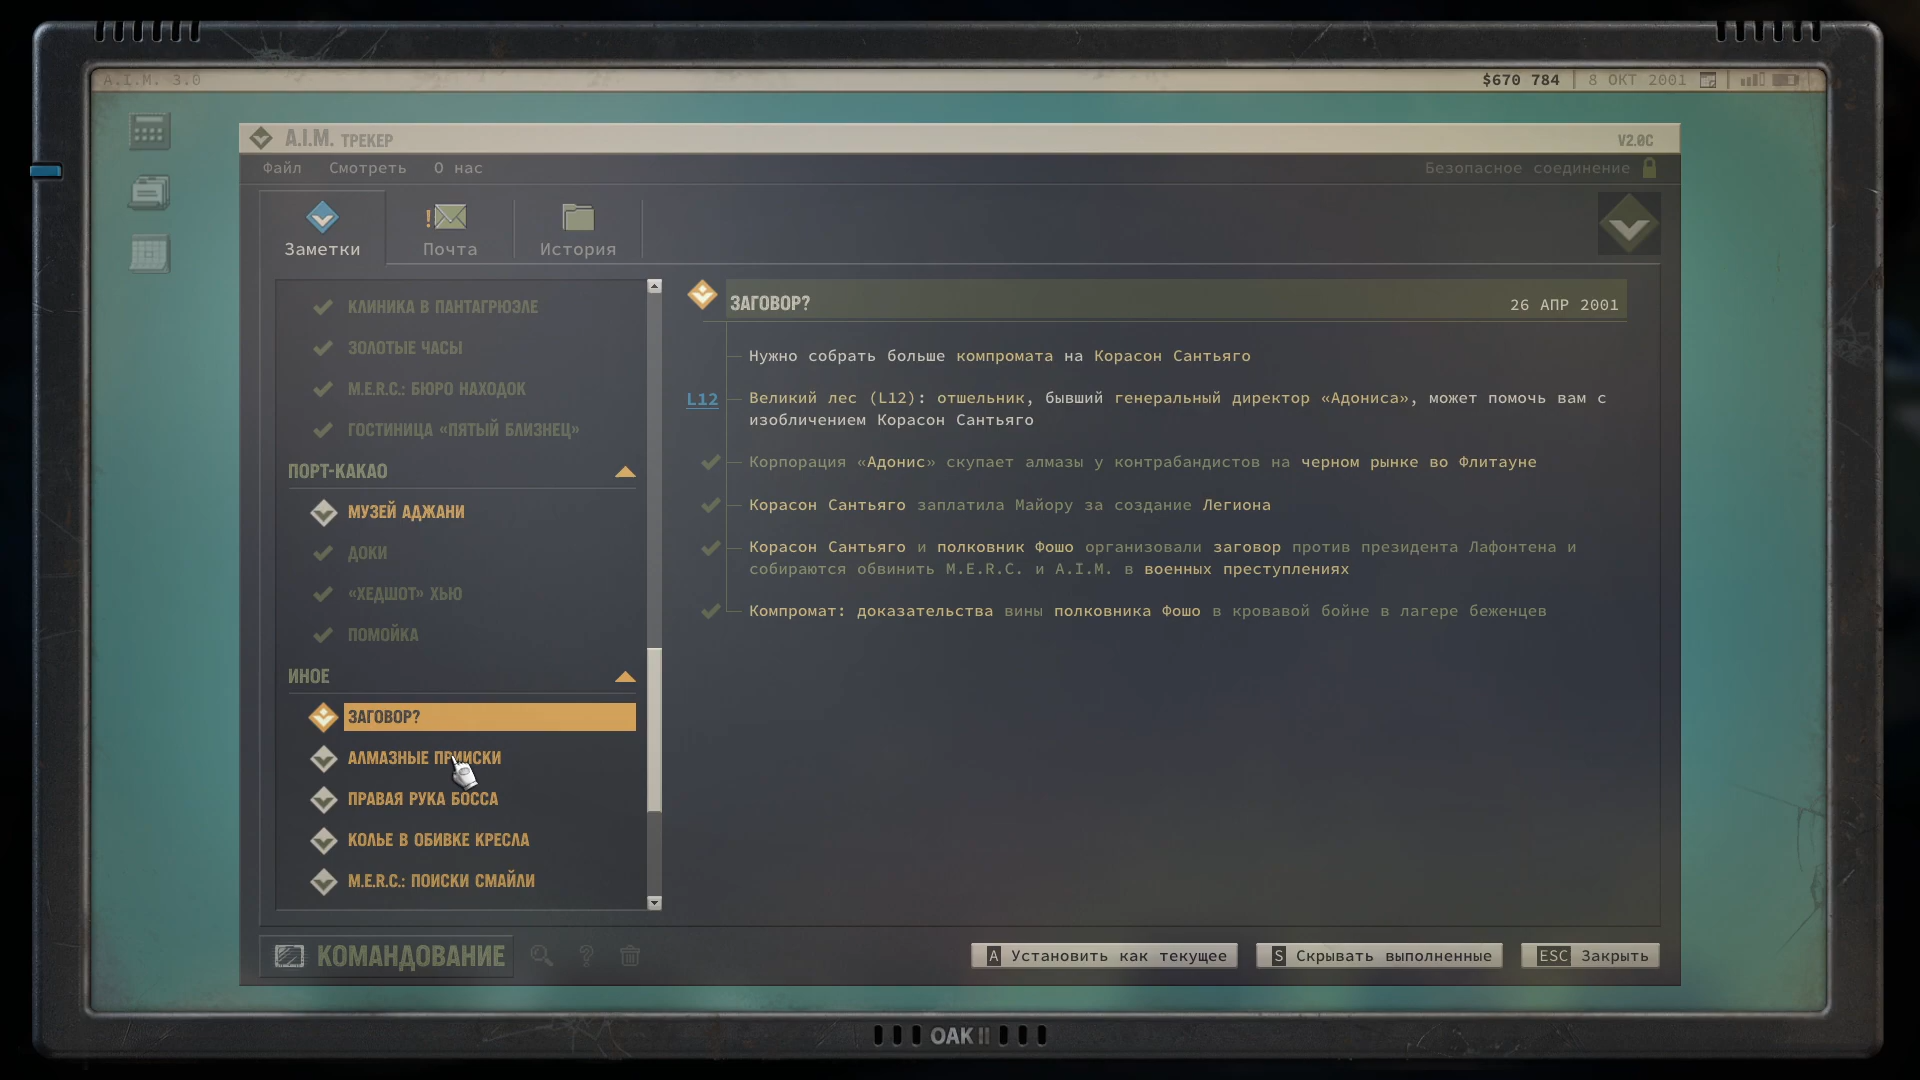 A.I.M. 3.0
$670 784 | 8 ОКТ 2001
A.I.M. ТРЕКЕР
V2.0C
Файл Смотреть О нас
Безопасное соединение
Заметки
! Почта
История
КЛИНИКА В ПАНТАГРЮЭЛЕ
ЗОЛОТЫЕ ЧАСЫ
M.E.R.C.: БЮРО НАХОДОК
ГОСТИНИЦА «ПЯТЫЙ БЛИЗНЕЦ»
ПОРТ-КАКАО
МУЗЕЙ АДЖАНИ
ДОКИ
«ХЕДШОТ» ХЬЮ
ПОМОЙКА
ИНОЕ
ЗАГОВОР?
АЛМАЗНЫЕ ПРИИСКИ
ПРАВАЯ РУКА БОССА
КОЛЬЕ В ОБИВКЕ КРЕСЛА
M.E.R.C.: ПОИСКИ СМАЙЛИ
ЗАГОВОР?
26 АПР 2001
Нужно собрать больше компромата на Корасон Сантьяго
L12
Великий лес (L12): отшельник, бывший генеральный директор «Адониса», может помочь вам с
изобличением Корасон Сантьяго
Корпорация «Адонис» скупает алмазы у контрабандистов на черном рынке во Флитауне
Корасон Сантьяго заплатила Майору за создание Легиона
Корасон Сантьяго и полковник Фошо организовали заговор против президента Лафонтена и
собираются обвинить M.E.R.C. и A.I.M. в военных преступлениях
Компромат: доказательства вины полковника Фошо в кровавой бойне в лагере беженцев
КОМАНДОВАНИЕ
?
A Установить как текущее
S Скрывать выполненные
ESC Закрыть
OAK II